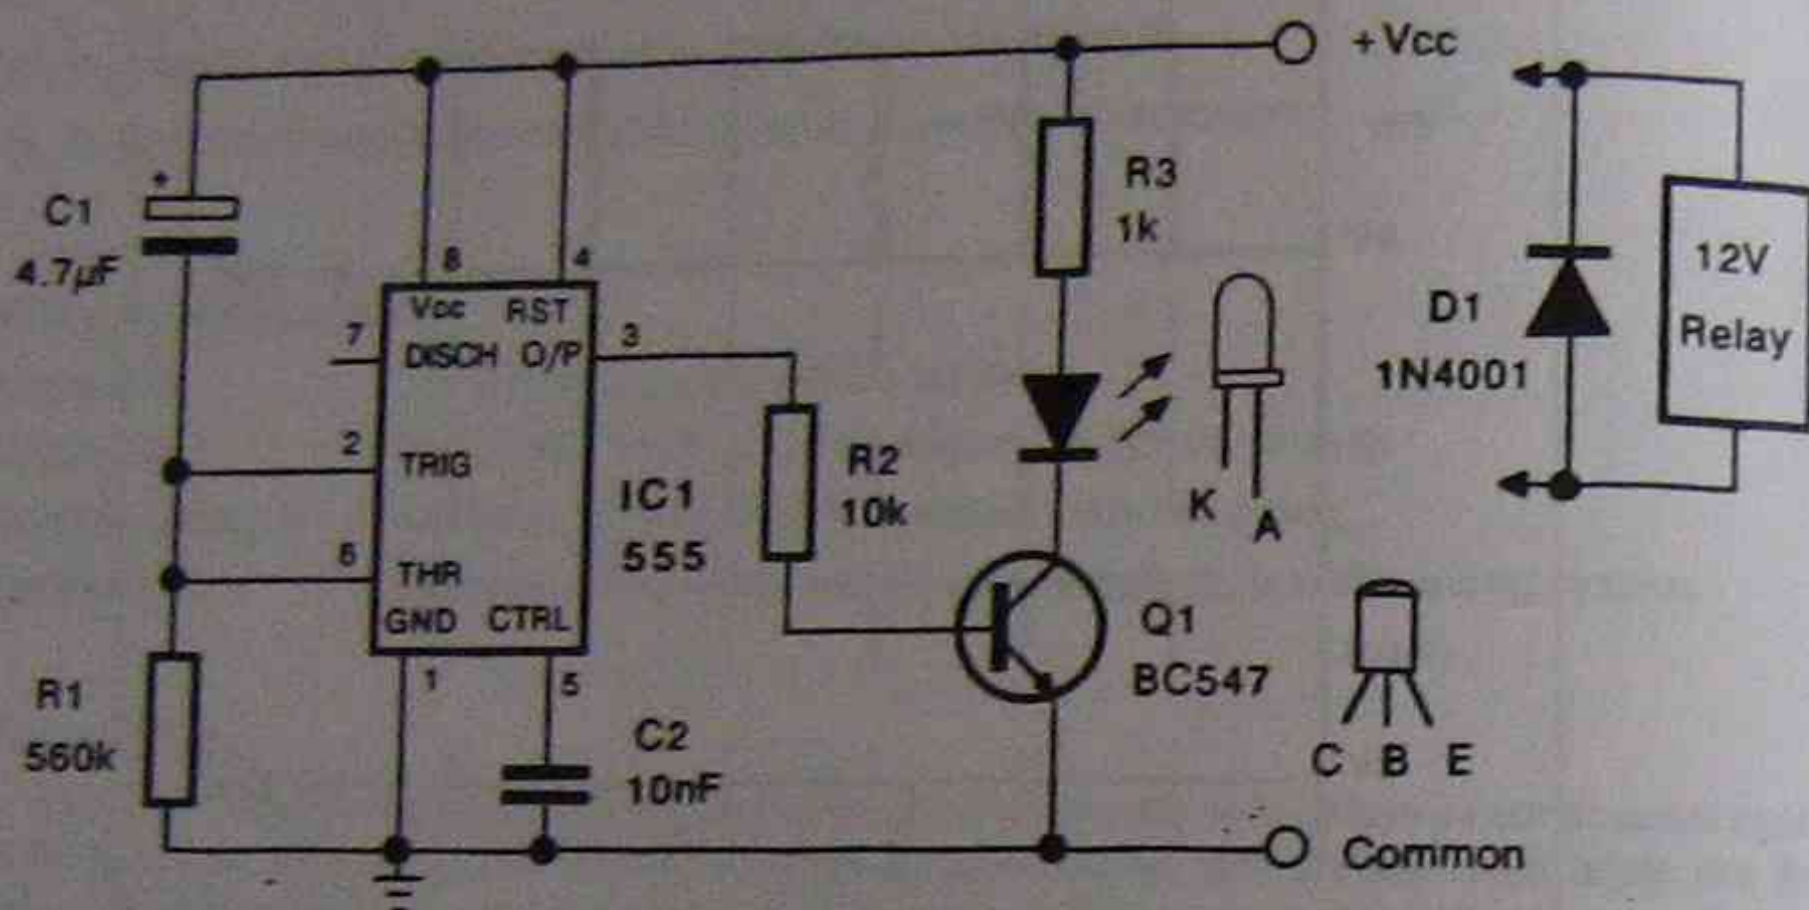 +Vcc
+
C1
4.7µF
8
4
Vcc RST
7
DISCH O/P
3
2
TRIG
6
THR
GND CTRL
1
5
IC1
555
R1
560k
C2
10nF
R2
10k
R3
1k
K
A
Q1
BC547
C B E
Common
D1
1N4001
12V
Relay